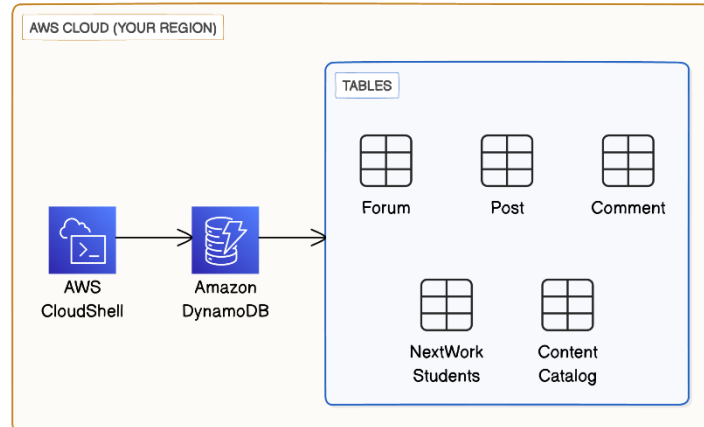 AWS CLOUD (YOUR REGION)
TABLES
Forum
Post
Comment
AWS
CloudShell
Amazon
DynamoDB
NextWork
Students
Content
Catalog